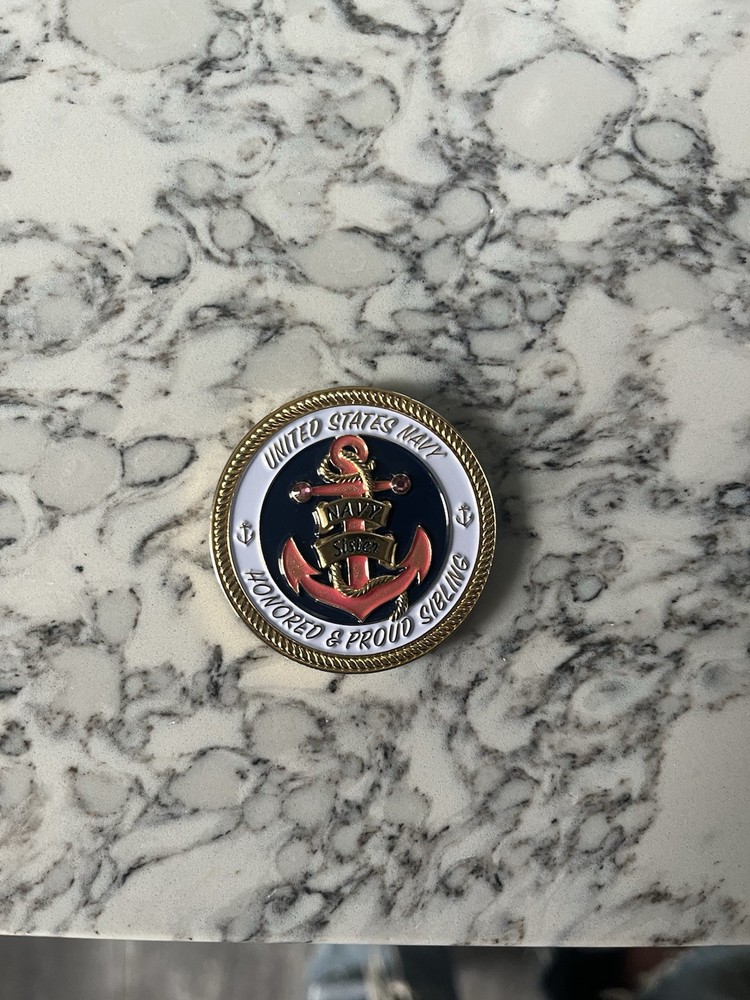 UNITED STATES NAVY
NAVY
Sister
HONORED & PROUD SIBLING